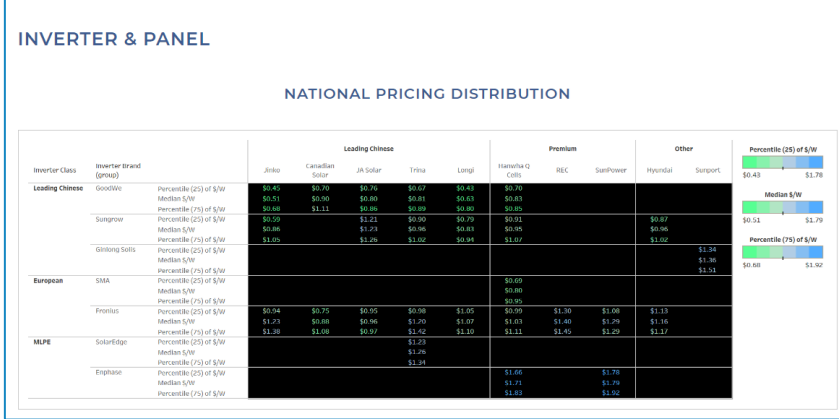 INVERTER & PANEL
NATIONAL PRICING DISTRIBUTION
Leading Chinese Premium Other
Inverter Class Inverter Brand (group) Jinko Canadian Solar JA Solar Trina Longi Hanwha Q Cells REC SunPower Hyundai Sunport
Leading Chinese GoodWe Percentile (25) of $/W $0.45 $0.70 $0.76 $0.67 $0.43 $0.70
Median $/W $0.51 $0.90 $0.80 $0.81 $0.63 $0.83
Percentile (75) of $/W $0.68 $1.11 $0.86 $0.89 $0.80 $0.85
Sungrow Percentile (25) of $/W $0.59 $1.21 $0.90 $0.79 $0.91 $0.87
Median $/W $0.86 $1.23 $0.96 $0.83 $0.95 $0.96
Percentile (75) of $/W $1.05 $1.26 $1.02 $0.94 $1.07 $1.02
Ginlong Solis Percentile (25) of $/W $1.34
Median $/W $1.36
Percentile (75) of $/W $1.51
European SMA Percentile (25) of $/W $0.69
Median $/W $0.80
Percentile (75) of $/W $0.95
Fronius Percentile (25) of $/W $0.94 $0.75 $0.95 $0.98 $1.05 $0.99 $1.30 $1.08 $1.13
Median $/W $1.23 $0.88 $0.96 $1.20 $1.07 $1.03 $1.40 $1.29 $1.16
Percentile (75) of $/W $1.38 $1.08 $0.97 $1.42 $1.10 $1.11 $1.45 $1.29 $1.17
MLPE SolarEdge Percentile (25) of $/W $1.23
Median $/W $1.26
Percentile (75) of $/W $1.34
Enphase Percentile (25) of $/W $1.66 $1.78
Median $/W $1.71 $1.79
Percentile (75) of $/W $1.83 $1.92
Percentile (25) of $/W
$0.43 $1.78
Median $/W
$0.51 $1.79
Percentile (75) of $/W
$0.68 $1.92